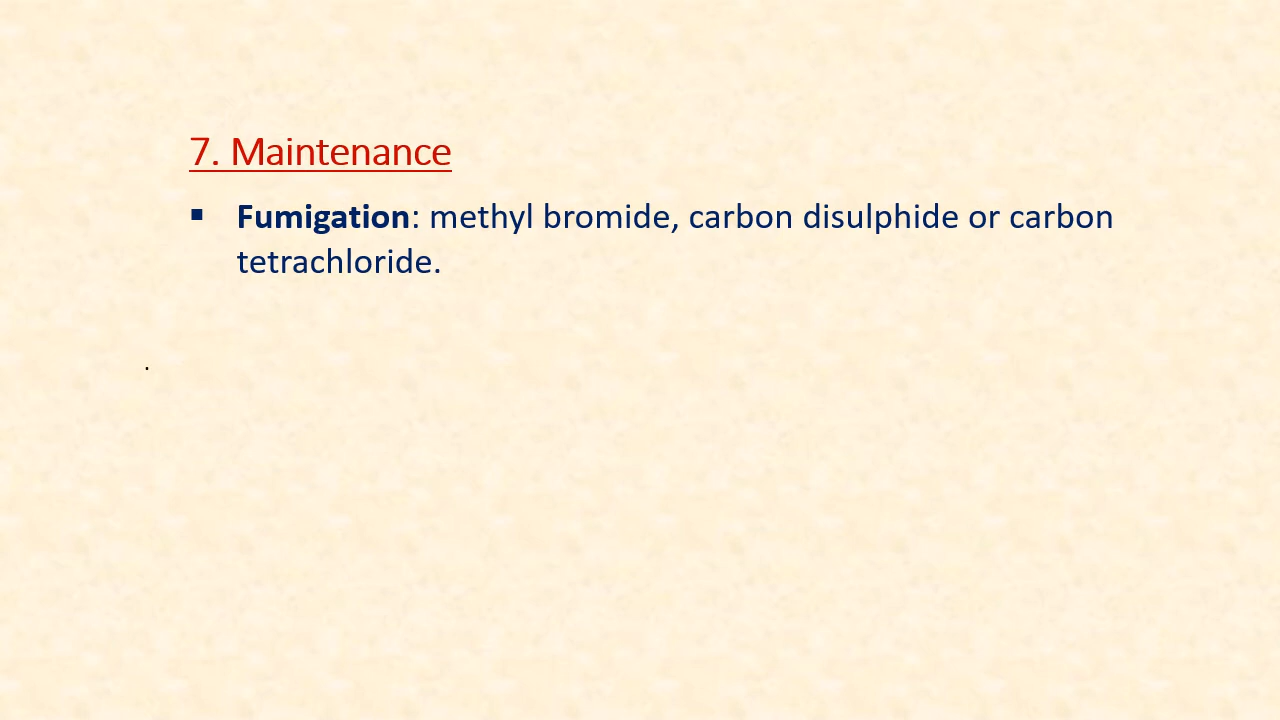 7. Maintenance
▪ Fumigation: methyl bromide, carbon disulphide or carbon
tetrachloride.
.